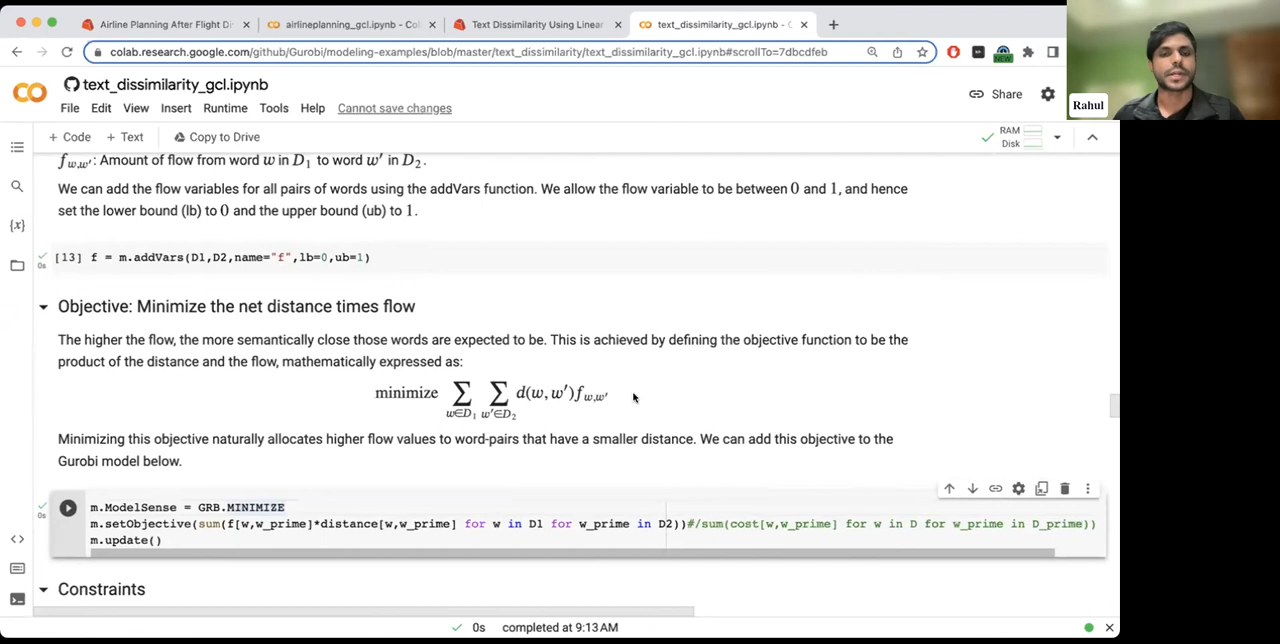 Airline Planning After Flight Di
airlineplanning_gcl.ipynb - Col
Text Dissimilarity Using Linear
text_dissimilarity_gcl.ipynb - C
colab.research.google.com/github/Gurobi/modeling-examples/blob/master/text_dissimilarity/text_dissimilarity_gcl.ipynb#scrollTo=7dbcdfeb
NEW
Rahul
CO
text_dissimilarity_gcl.ipynb
Share
File Edit View Insert Runtime Tools Help Cannot save changes
+ Code + Text Copy to Drive
RAM
Disk
f_{w,w′}: Amount of flow from word w in D₁ to word w′ in D₂.
We can add the flow variables for all pairs of words using the addVars function. We allow the flow variable to be between 0 and 1, and hence
set the lower bound (lb) to 0 and the upper bound (ub) to 1.
{x}
0s
[13] f = m.addVars(D1,D2,name="f",lb=0,ub=1)
Objective: Minimize the net distance times flow
The higher the flow, the more semantically close those words are expected to be. This is achieved by defining the objective function to be the
product of the distance and the flow, mathematically expressed as:
minimize ∑_{w∈D₁} ∑_{w′∈D₂} d(w, w′)f_{w,w′}
Minimizing this objective naturally allocates higher flow values to word-pairs that have a smaller distance. We can add this objective to the
Gurobi model below.
0s
m.ModelSense = GRB.MINIMIZE
m.setObjective(sum(f[w,w_prime]*distance[w,w_prime] for w in D1 for w_prime in D2))#/sum(cost[w,w_prime] for w in D for w_prime in D_prime))
m.update()
Constraints
0s completed at 9:13 AM